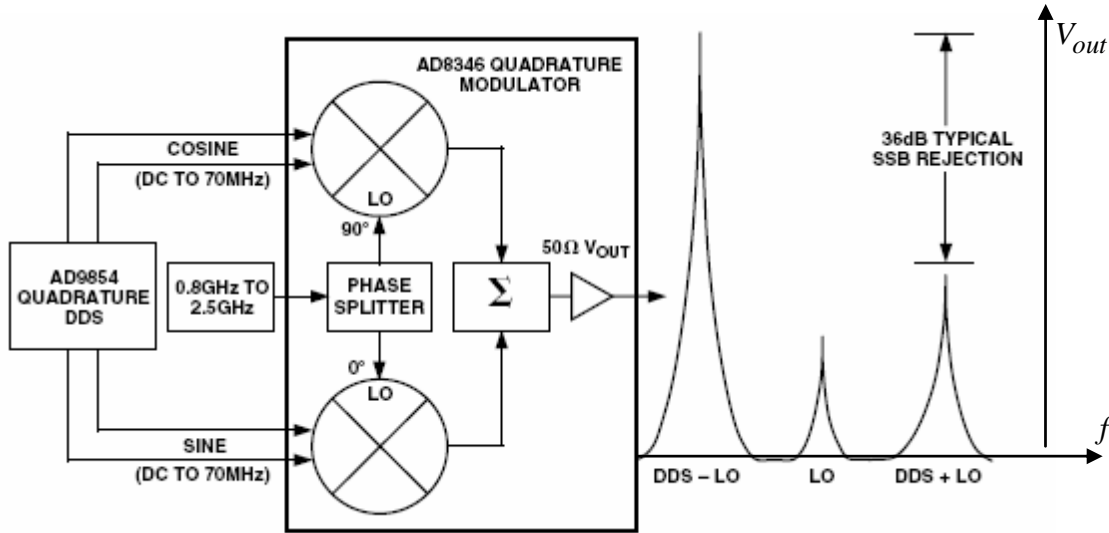 AD8346 QUADRATURE
MODULATOR
COSINE
(DC TO 70MHz)
LO
90°
AD9854
QUADRATURE
DDS
0.8GHz TO
2.5GHz
PHASE
SPLITTER
Σ
50Ω VOUT
0°
LO
SINE
(DC TO 70MHz)
Vout
36dB TYPICAL
SSB REJECTION
f
DDS – LO
LO
DDS + LO